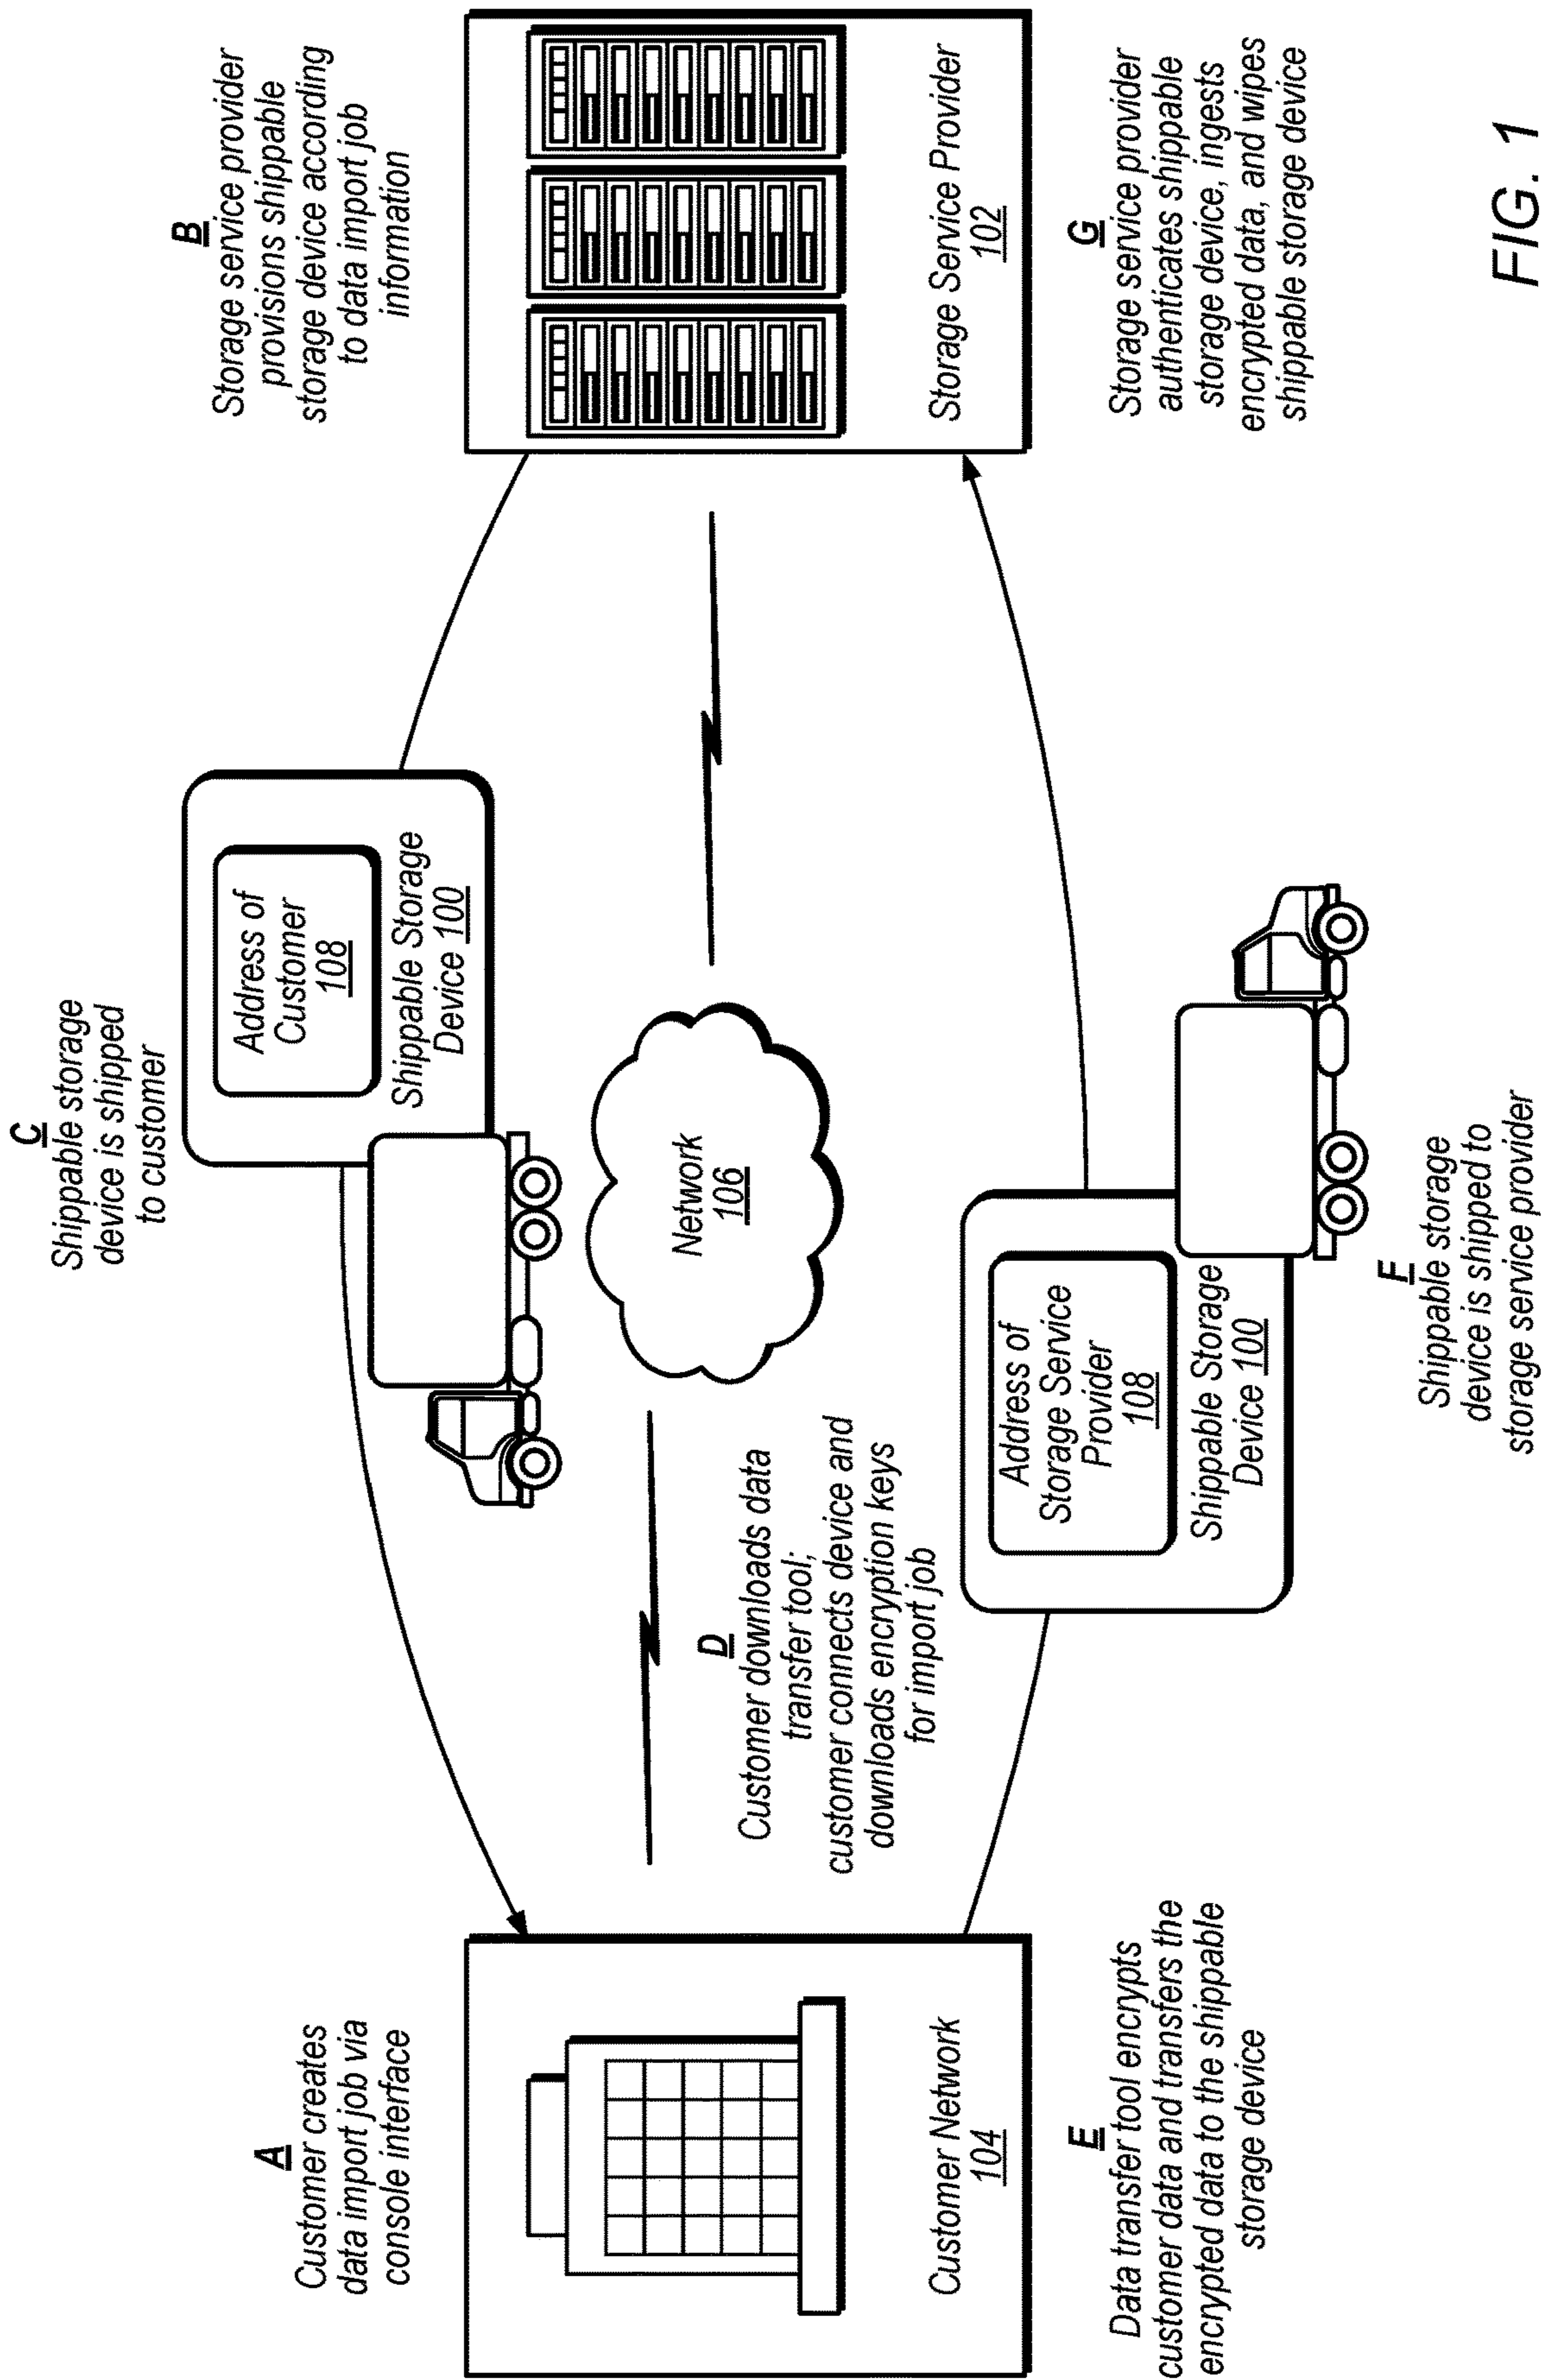 A
Customer creates
data import job via
console interface
Customer Network
104
E
Data transfer tool encrypts
customer data and transfers the
encrypted data to the shippable
storage device
C
Shippable storage
device is shipped
to customer
Address of
Customer
108
Shippable Storage
Device 100
Network
106
D
Customer downloads data
transfer tool;
customer connects device and
downloads encryption keys
for import job
Address of
Storage Service
Provider
108
Shippable Storage
Device 100
F
Shippable storage
device is shipped to
storage service provider
B
Storage service provider
provisions shippable
storage device according
to data import job
information
Storage Service Provider
102
G
Storage service provider
authenticates shippable
storage device, ingests
encrypted data, and wipes
shippable storage device
FIG. 1